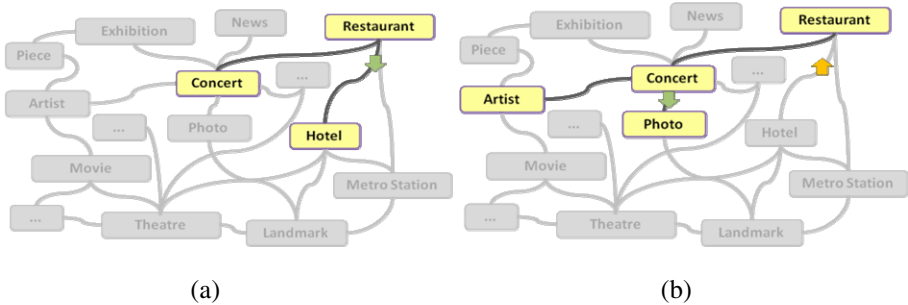 Exhibition
News
Restaurant
Piece
Concert
...
Artist
...
Photo
Hotel
Movie
Metro Station
...
Theatre
Landmark
(a)
Exhibition
News
Restaurant
Piece
Concert
...
Artist
...
Photo
Hotel
Movie
Metro Station
...
Theatre
Landmark
(b)